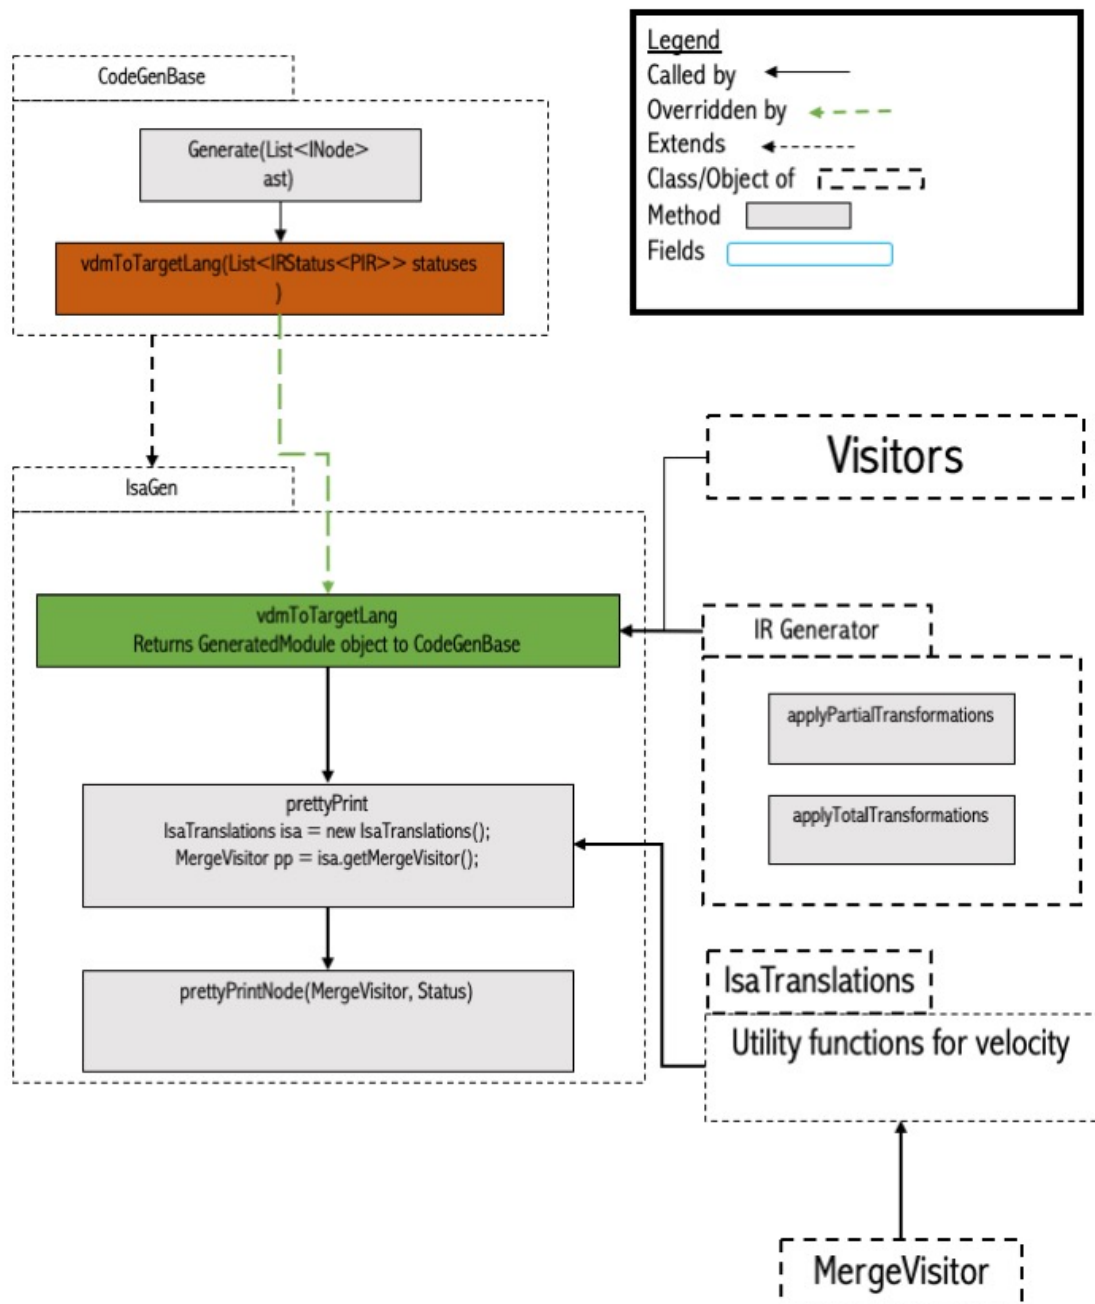 CodeGenBase
Generate(List<INode>
ast)
vdmToTargetLang(List<IRStatus<PIR>> statuses
)
Legend
Called by
Overridden by
Extends
Class/Object of
Method
Fields
IsaGen
vdmToTargetLang
Returns GeneratedModule object to CodeGenBase
prettyPrint
IsaTranslations isa = new IsaTranslations();
MergeVisitor pp = isa.getMergeVisitor();
prettyPrintNode(MergeVisitor, Status)
Visitors
IR Generator
applyPartialTransformations
applyTotalTransformations
IsaTranslations
Utility functions for velocity
MergeVisitor